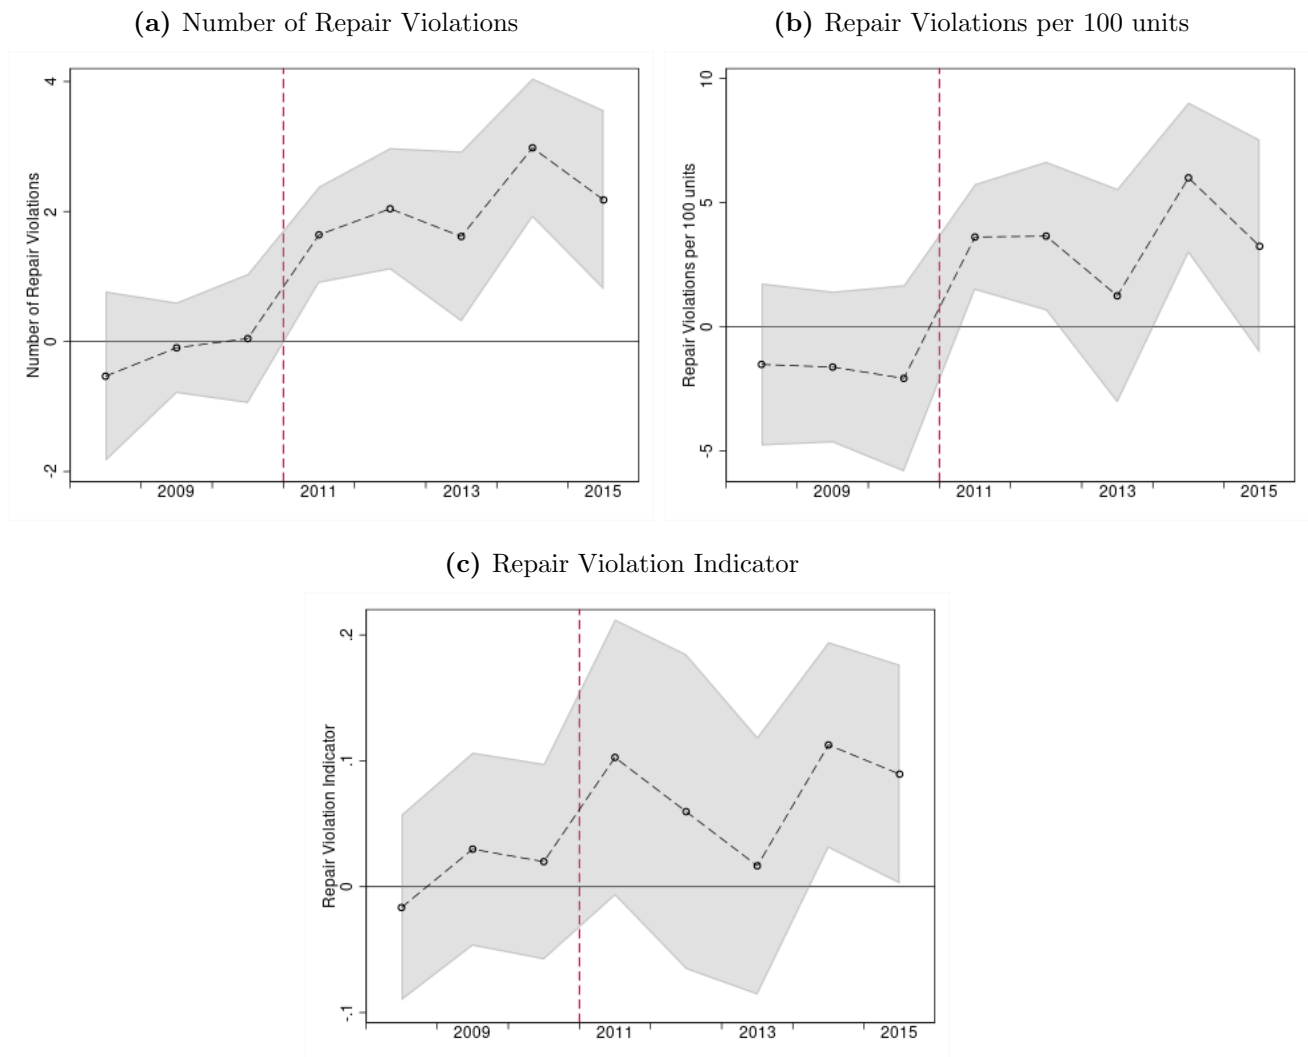 (a) Number of Repair Violations
Number of Repair Violations
4
2
0
-2
2009 2011 2013 2015
(b) Repair Violations per 100 units
Repair Violations per 100 units
10
5
0
-5
2009 2011 2013 2015
(c) Repair Violation Indicator
Repair Violation Indicator
.2
.1
0
-.1
2009 2011 2013 2015